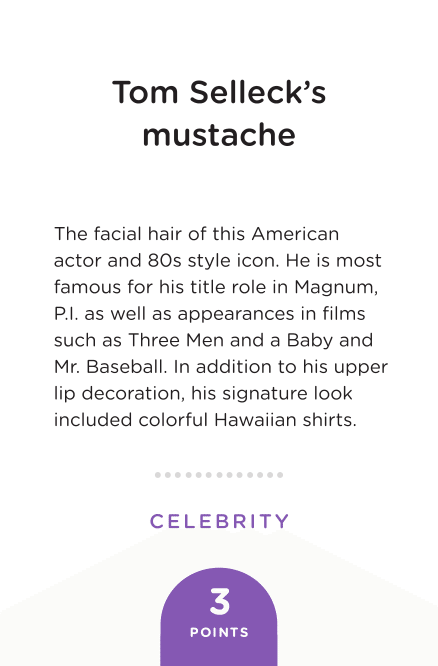 Tom Selleck’s
mustache
The facial hair of this American
actor and 80s style icon. He is most
famous for his title role in Magnum,
P.I. as well as appearances in films
such as Three Men and a Baby and
Mr. Baseball. In addition to his upper
lip decoration, his signature look
included colorful Hawaiian shirts.
CELEBRITY
3
POINTS